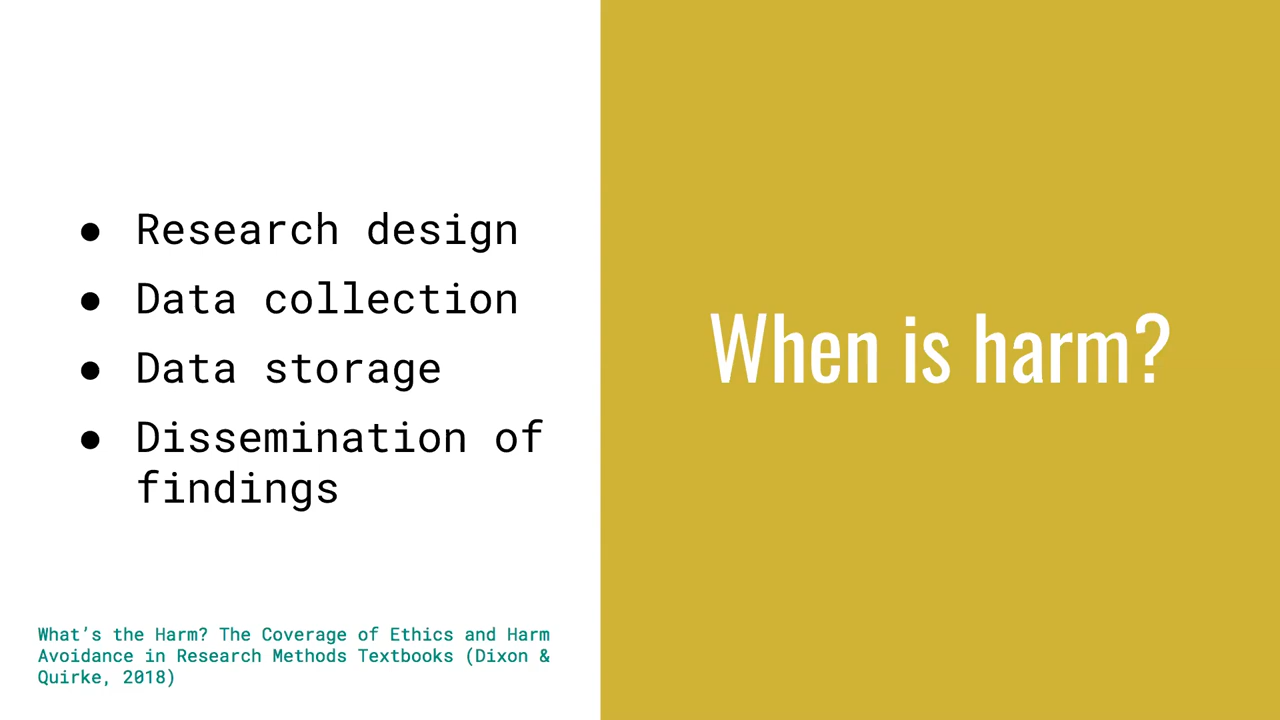 ● Research design
● Data collection
● Data storage
● Dissemination of
findings
What’s the Harm? The Coverage of Ethics and Harm
Avoidance in Research Methods Textbooks (Dixon &
Quirke, 2018)
When is harm?